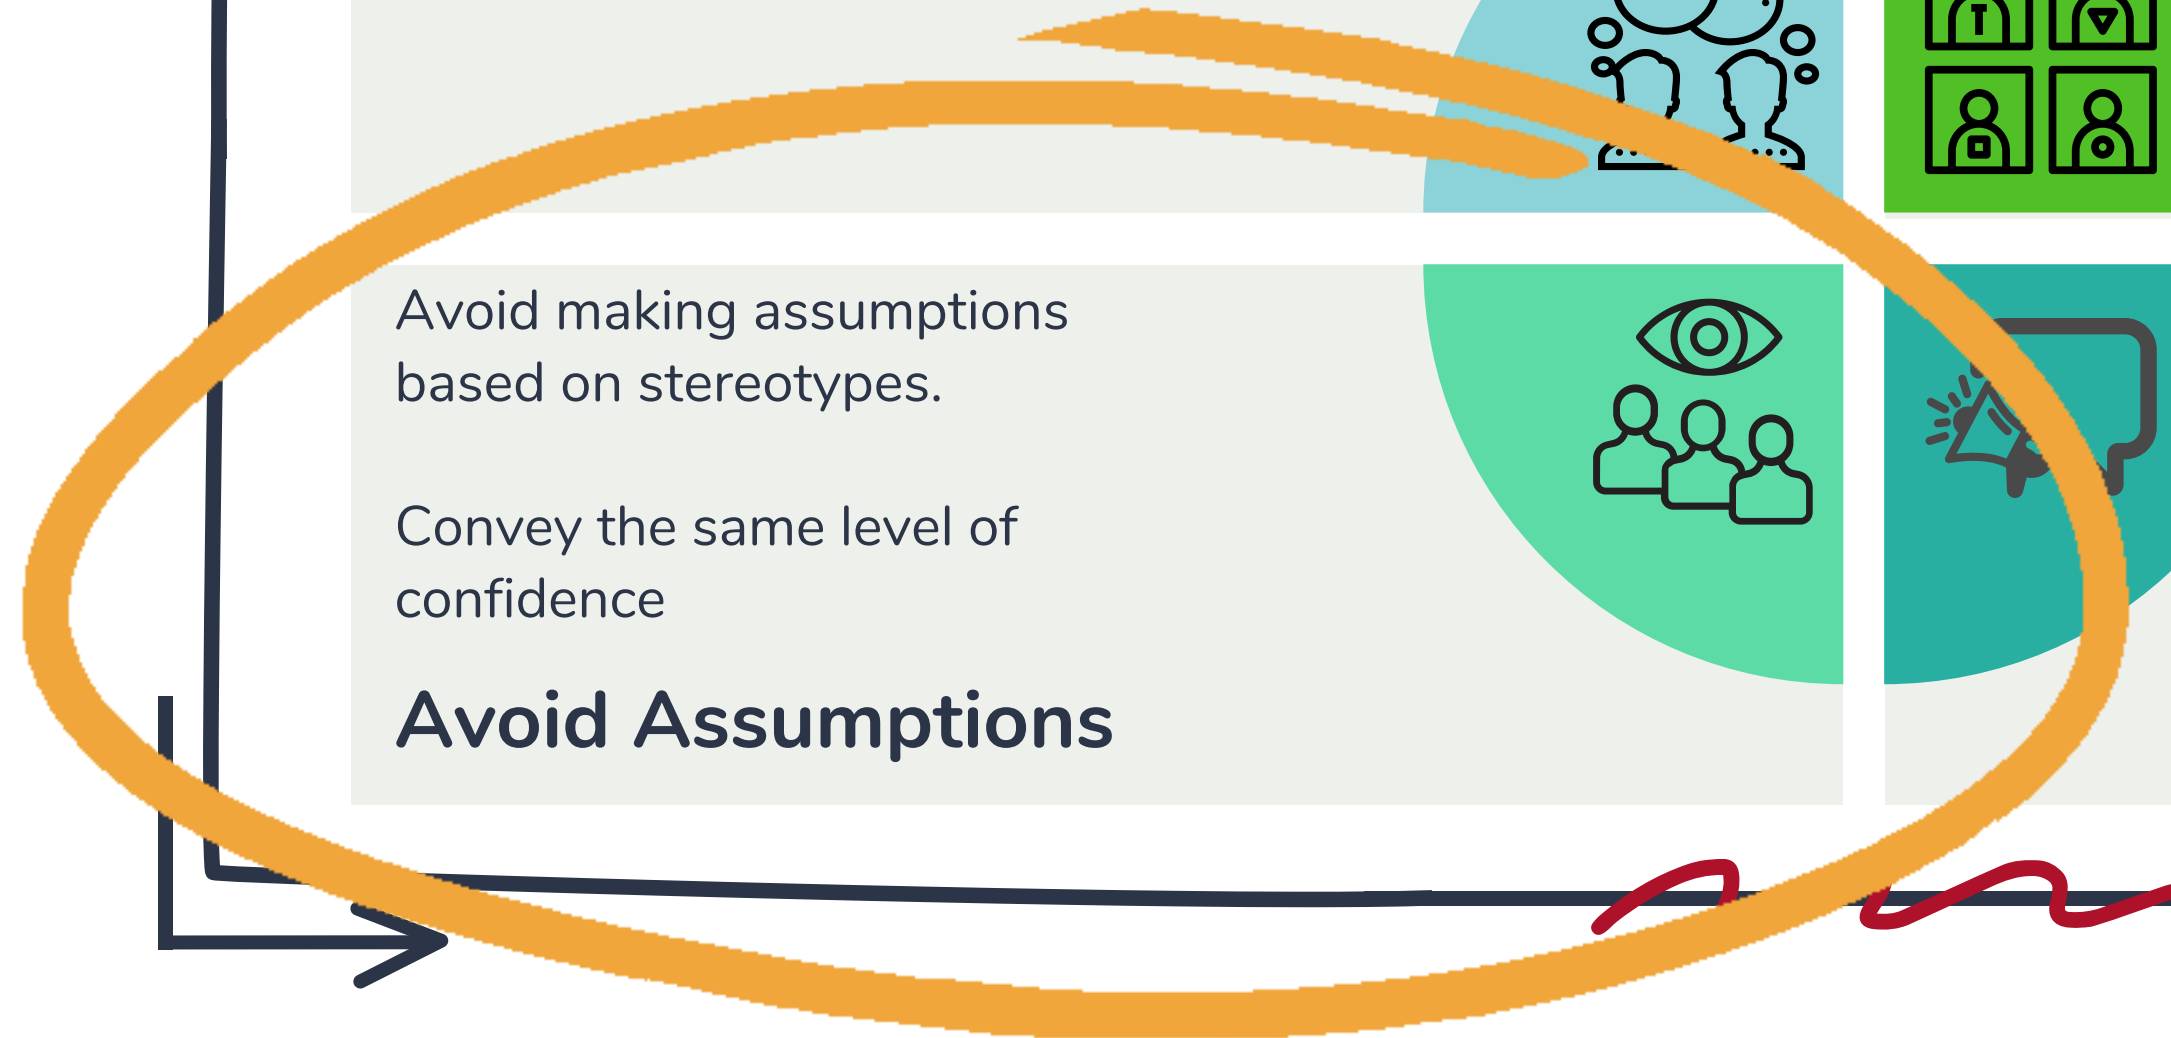 Avoid making assumptions
based on stereotypes.
Convey the same level of
confidence
Avoid Assumptions